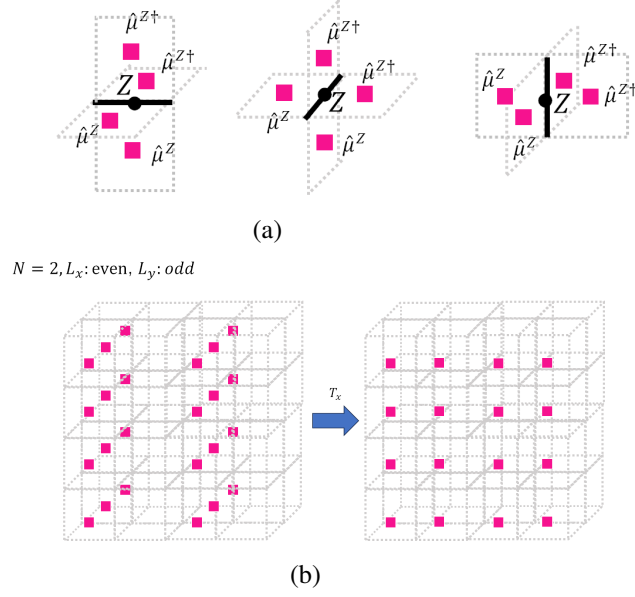 μ̂^{Z†} μ̂^{Z†} Z μ̂^Z μ̂^Z
μ̂^{Z†} μ̂^{Z†} μ̂^Z Z μ̂^Z
μ̂^Z μ̂^{Z†} Z μ̂^{Z†} μ̂^Z
(a)
N = 2, L_x: even, L_y: odd
T_x
(b)